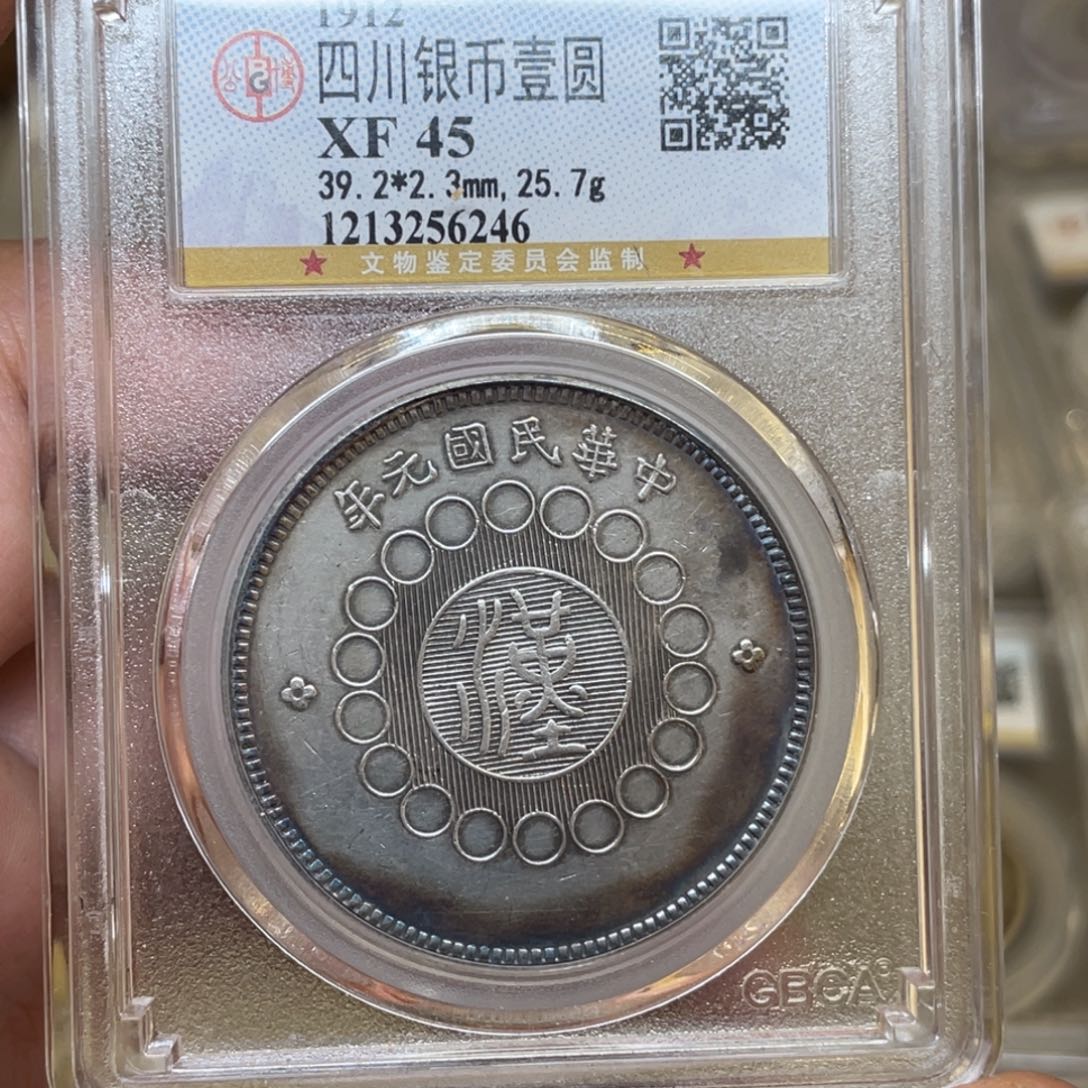 1912
四川银币壹圆
XF 45
39.2*2.3mm, 25.7g
1213256246
★ 文物鉴定委员会监制 ★
年元國民華中
漢
GBCA